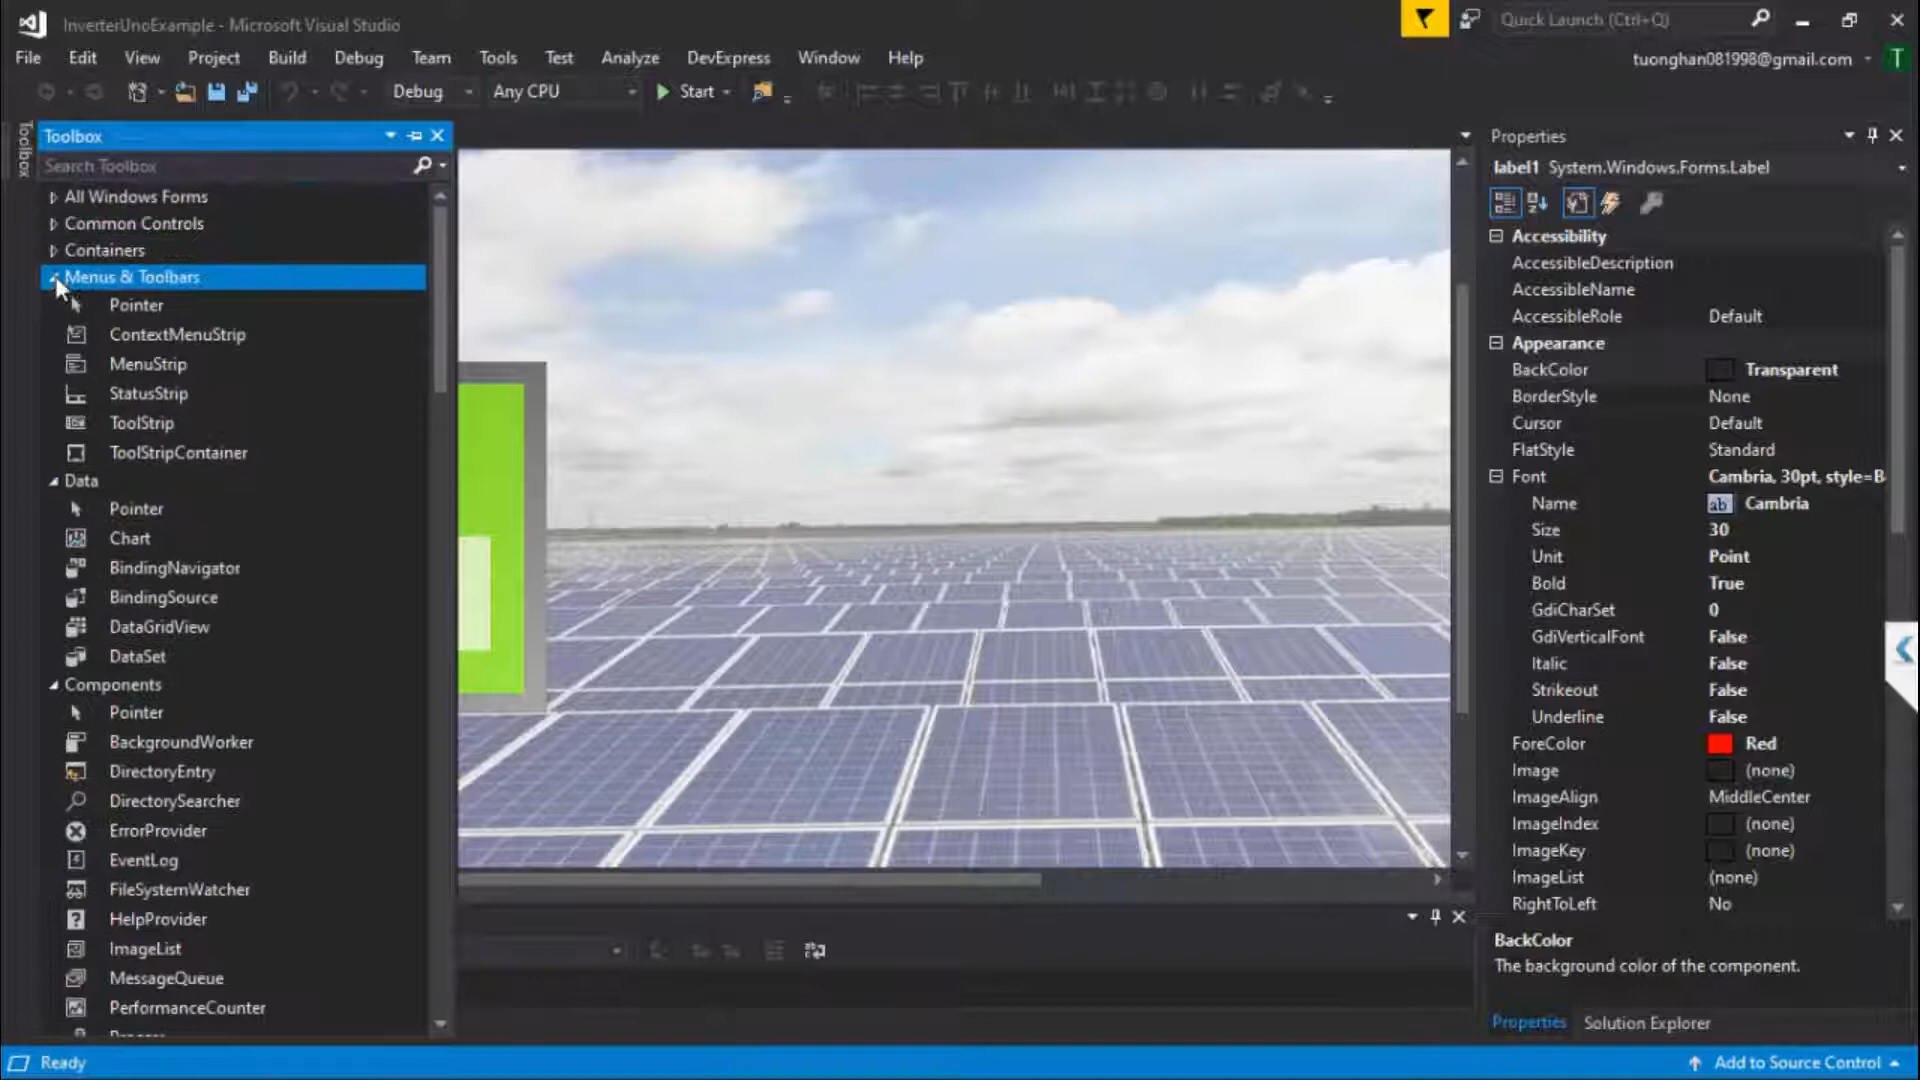 InverterUnoExample - Microsoft Visual Studio
Quick Launch (Ctrl+Q)
File Edit View Project Build Debug Team Tools Test Analyze DevExpress Window Help
tuonghan081998@gmail.com T
Debug Any CPU Start
Toolbox
Toolbox
Search Toolbox
All Windows Forms
Common Controls
Containers
Menus & Toolbars
Pointer
ContextMenuStrip
MenuStrip
StatusStrip
ToolStrip
ToolStripContainer
Data
Pointer
Chart
BindingNavigator
BindingSource
DataGridView
DataSet
Components
Pointer
BackgroundWorker
DirectoryEntry
DirectorySearcher
ErrorProvider
EventLog
FileSystemWatcher
HelpProvider
ImageList
MessageQueue
PerformanceCounter
Properties
label1 System.Windows.Forms.Label
Accessibility
AccessibleDescription
AccessibleName
AccessibleRole Default
Appearance
BackColor Transparent
BorderStyle None
Cursor Default
FlatStyle Standard
Font Cambria, 30pt, style=B
Name ab Cambria
Size 30
Unit Point
Bold True
GdiCharSet 0
GdiVerticalFont False
Italic False
Strikeout False
Underline False
ForeColor Red
Image (none)
ImageAlign MiddleCenter
ImageIndex (none)
ImageKey (none)
ImageList (none)
RightToLeft No
BackColor
The background color of the component.
Properties Solution Explorer
Ready
Add to Source Control